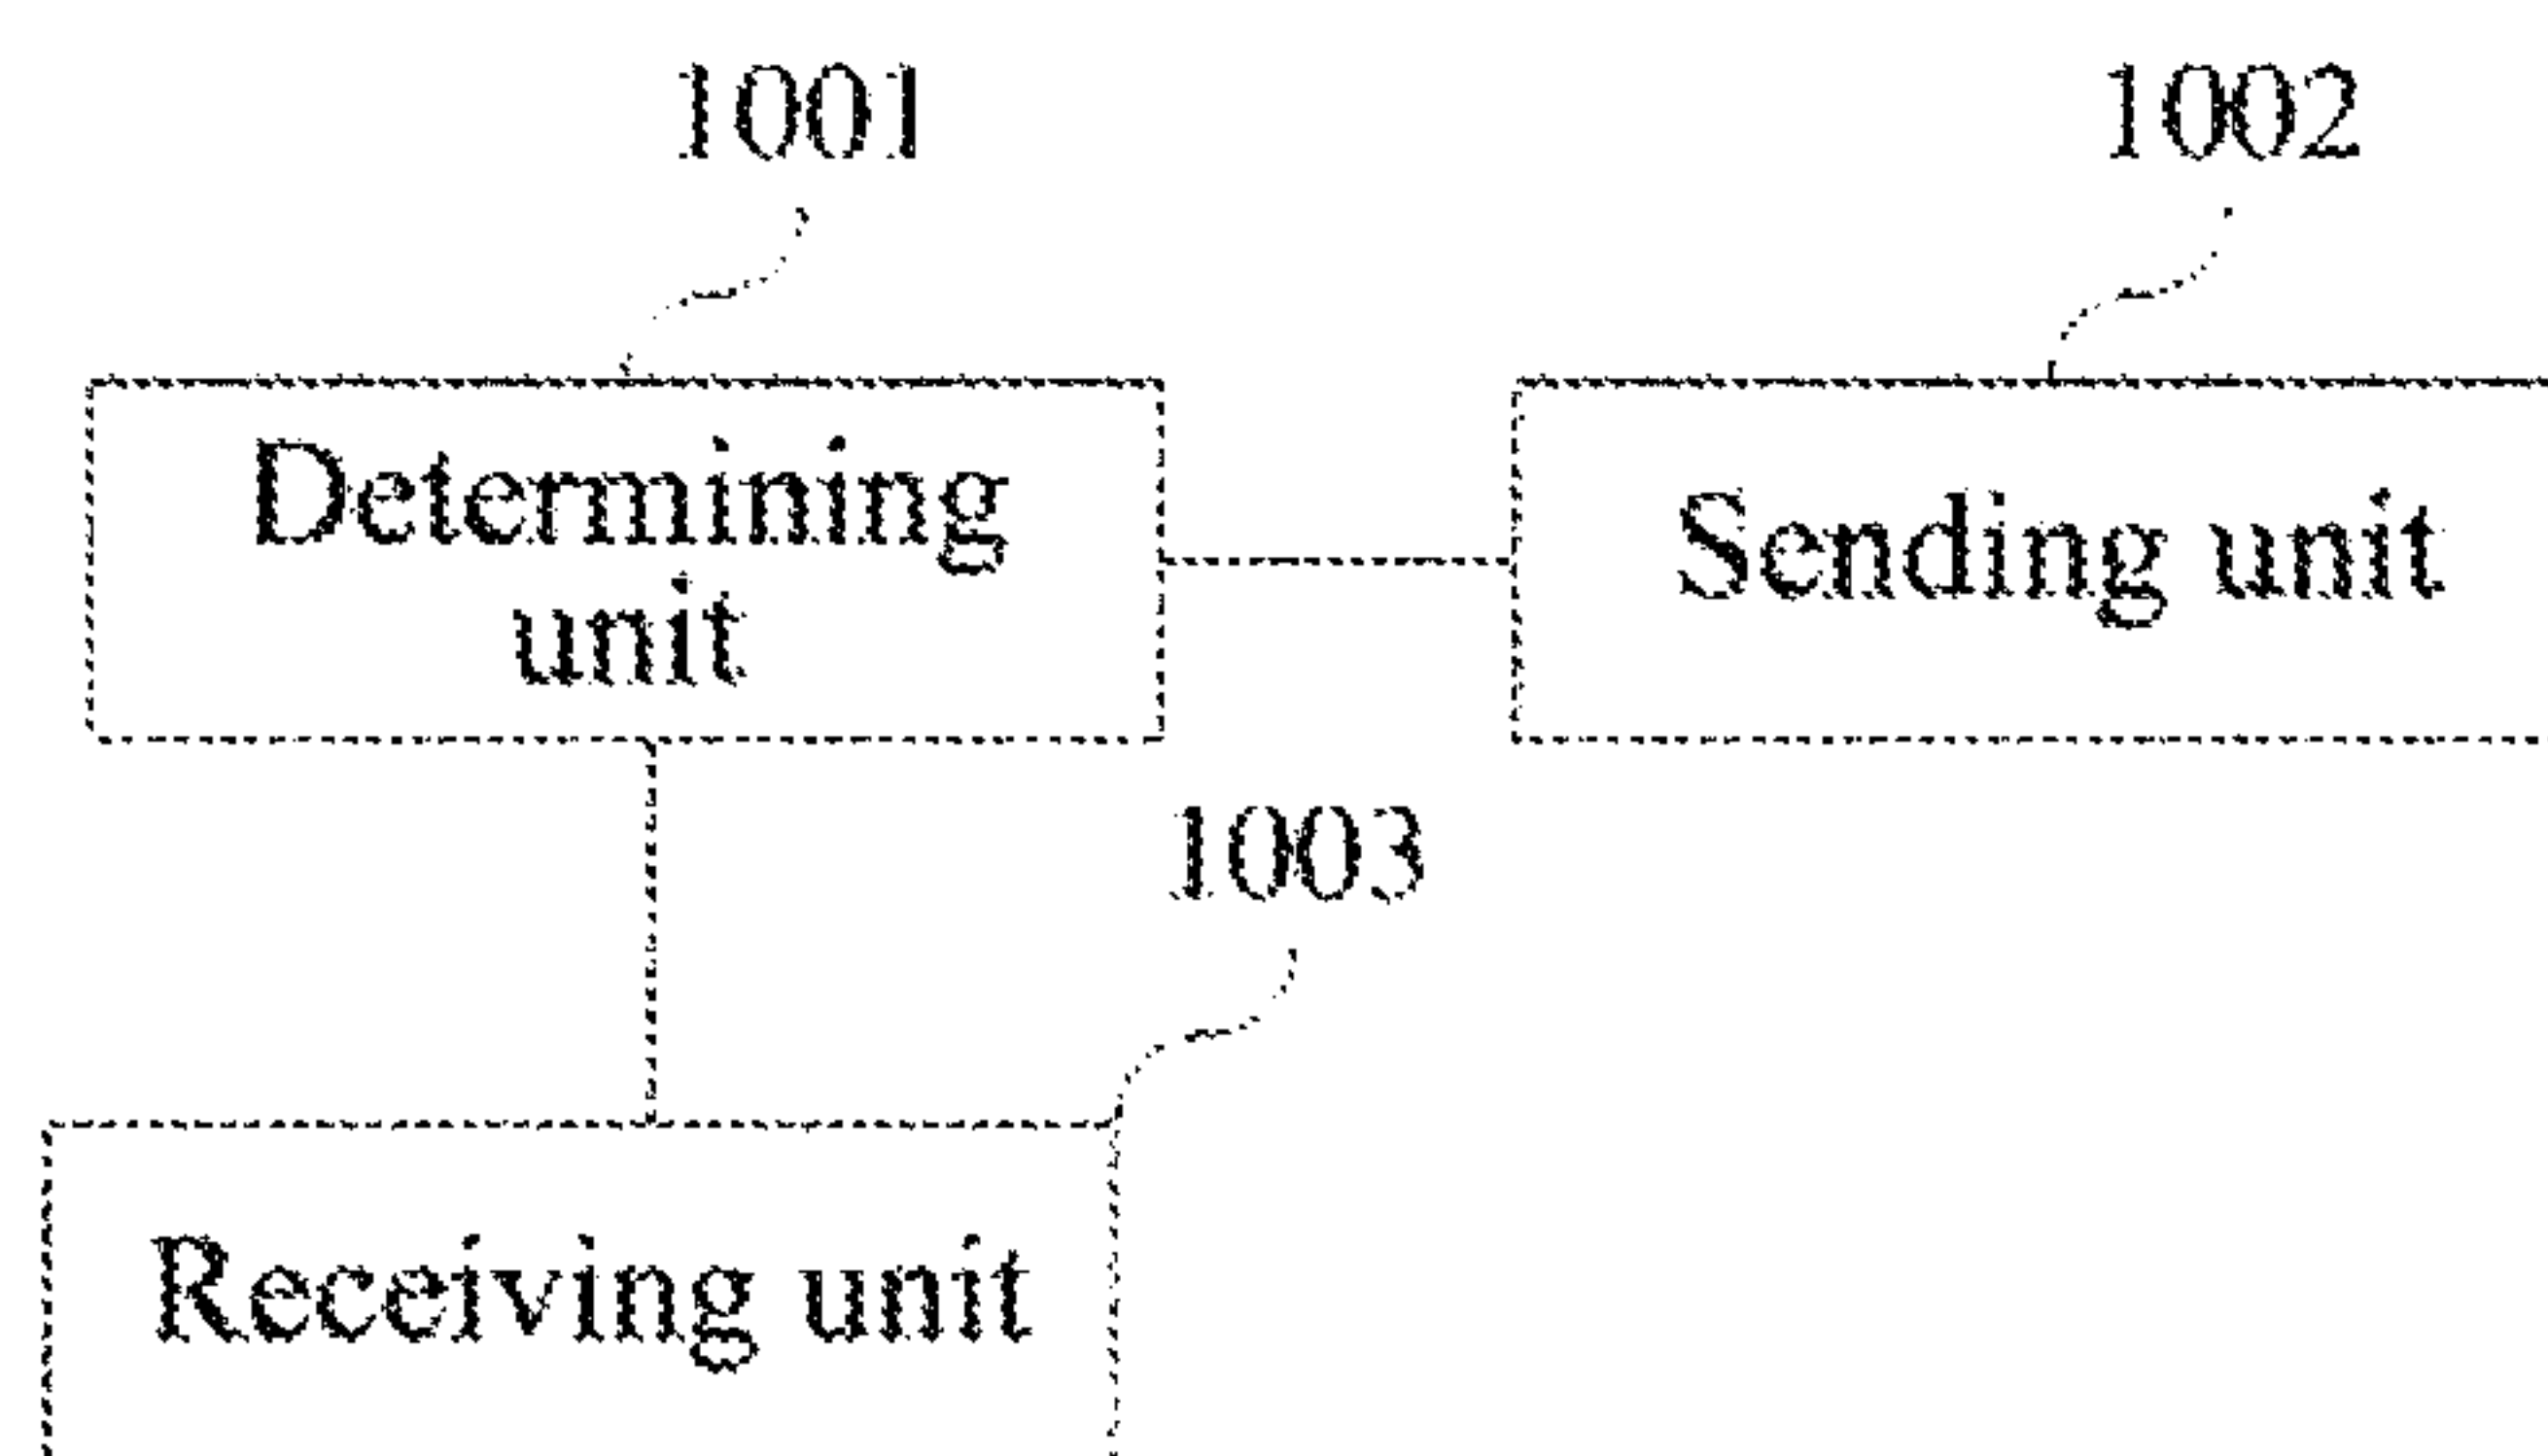 1001
1002
Determining
unit
Sending unit
1003
Receiving unit